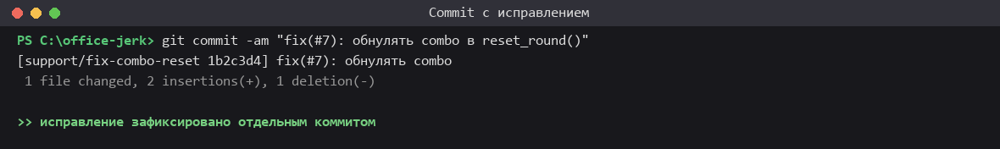 Commit с исправлением
PS C:\office-jerk> git commit -am "fix(#7): обнулять combo в reset_round()"
[support/fix-combo-reset 1b2c3d4] fix(#7): обнулять combo
1 file changed, 2 insertions(+), 1 deletion(-)
>> исправление зафиксировано отдельным коммитом